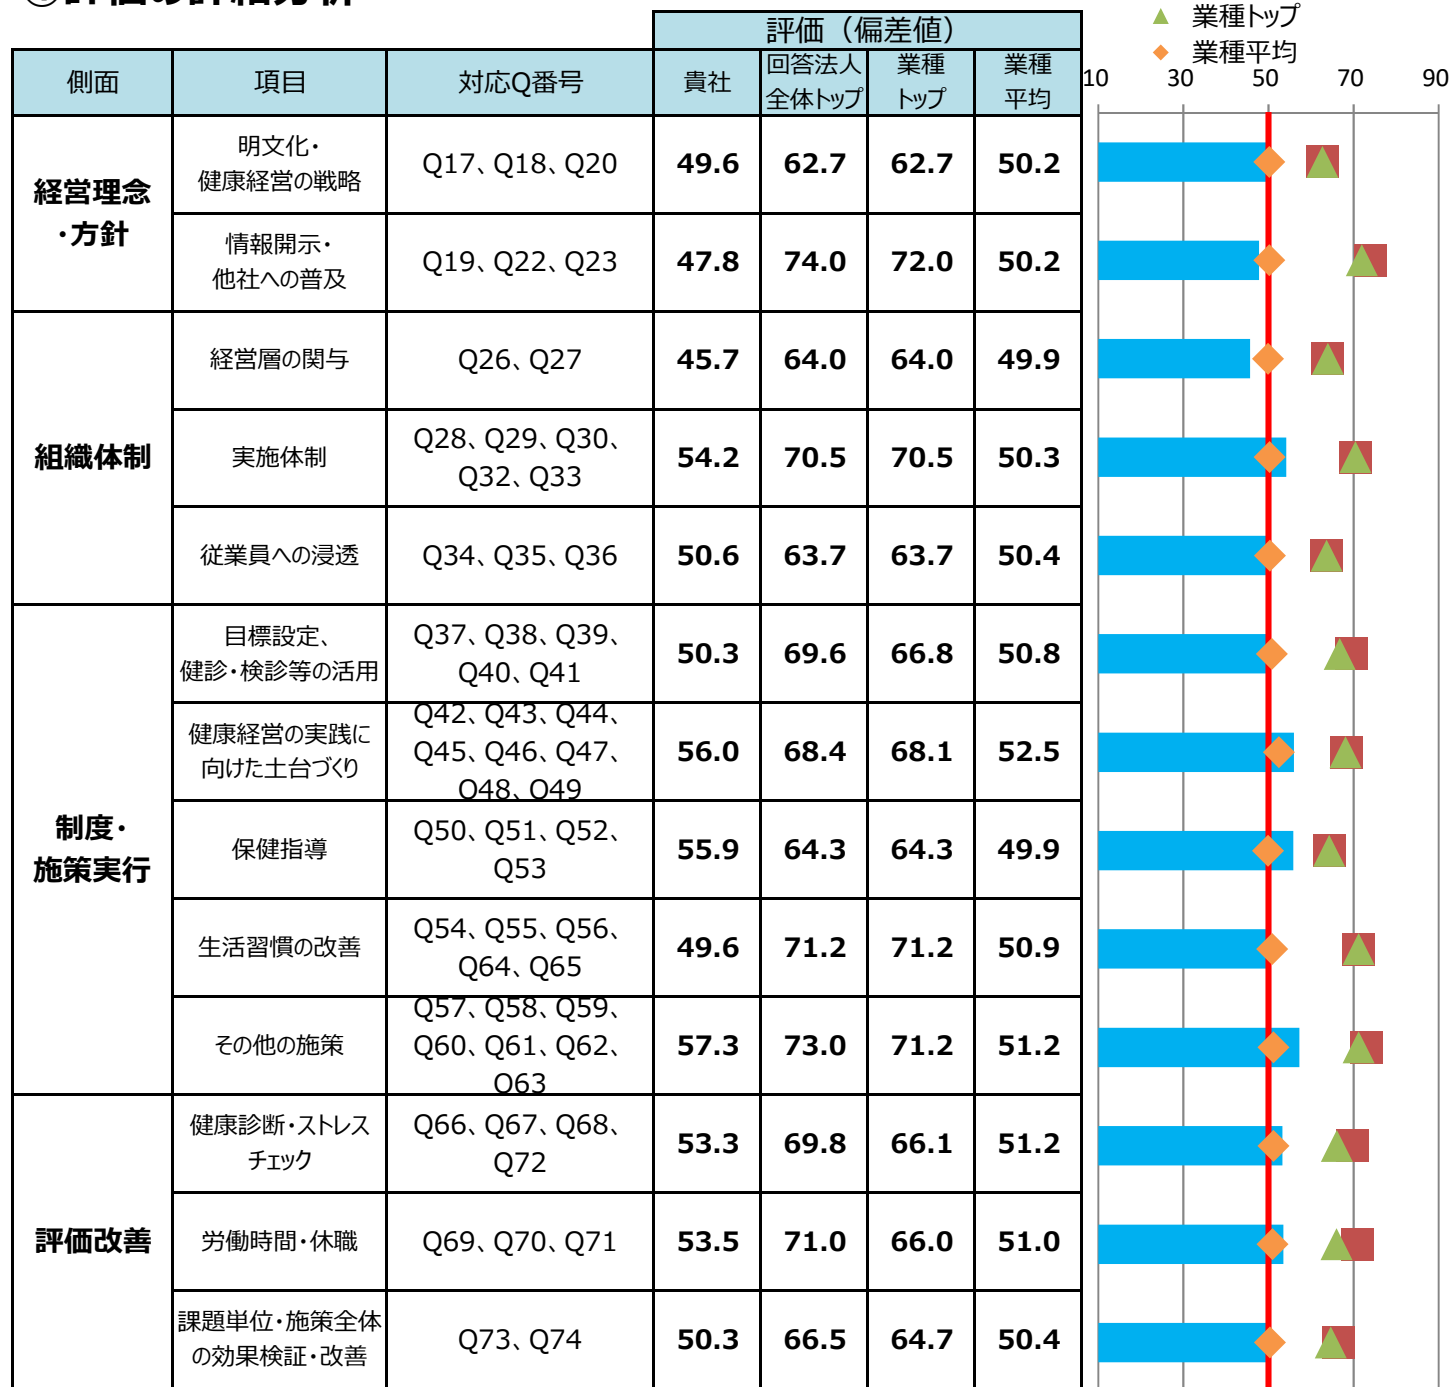 評価（偏差値）
側面 項目 対応Q番号 貴社 回答法人 業種 業種
全体トップ トップ 平均
▲ 業種トップ
◆ 業種平均
10 30 50 70 90
経営理念
・方針
明文化・
健康経営の戦略
Q17、Q18、Q20 49.6 62.7 62.7 50.2
情報開示・
他社への普及
Q19、Q22、Q23 47.8 74.0 72.0 50.2
組織体制
経営層の関与 Q26、Q27 45.7 64.0 64.0 49.9
実施体制
Q28、Q29、Q30、
Q32、Q33
54.2 70.5 70.5 50.3
従業員への浸透 Q34、Q35、Q36 50.6 63.7 63.7 50.4
制度・
施策実行
目標設定、
健診・検診等の活用
Q37、Q38、Q39、
Q40、Q41
50.3 69.6 66.8 50.8
健康経営の実践に
向けた土台づくり
Q42、Q43、Q44、
Q45、Q46、Q47、
Q48、Q49
56.0 68.4 68.1 52.5
保健指導
Q50、Q51、Q52、
Q53
55.9 64.3 64.3 49.9
生活習慣の改善
Q54、Q55、Q56、
Q64、Q65
49.6 71.2 71.2 50.9
その他の施策
Q57、Q58、Q59、
Q60、Q61、Q62、
Q63
57.3 73.0 71.2 51.2
評価改善
健康診断・ストレス
チェック
Q66、Q67、Q68、
Q72
53.3 69.8 66.1 51.2
労働時間・休職 Q69、Q70、Q71 53.5 71.0 66.0 51.0
課題単位・施策全体
の効果検証・改善
Q73、Q74 50.3 66.5 64.7 50.4